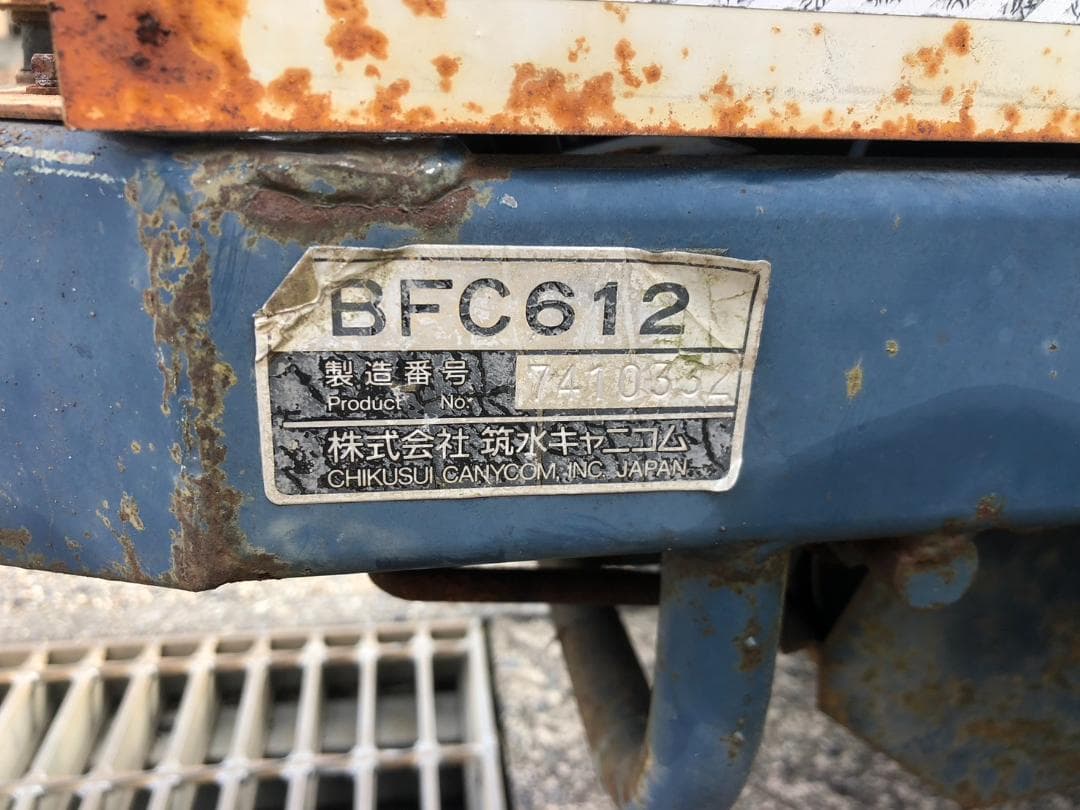 BFC612
製造番号 7410332
Product No.
株式会社 筑水キャニコム
CHIKUSUI CANYCOM, INC. JAPAN